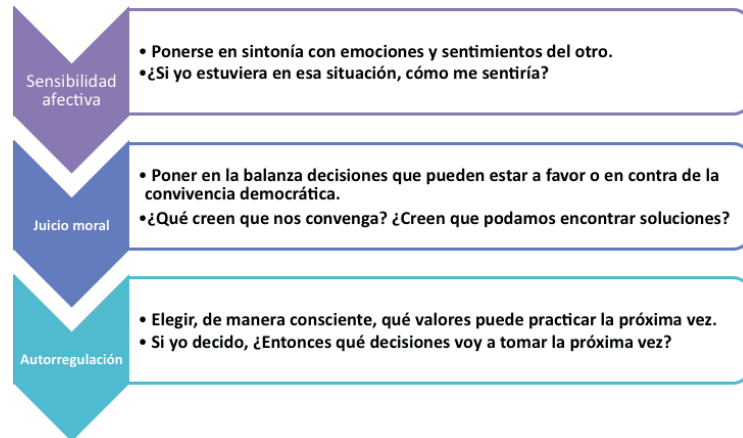 Sensibilidad
afectiva
• Ponerse en sintonía con emociones y sentimientos del otro.
•¿Si yo estuviera en esa situación, cómo me sentiría?
Juicio moral
• Poner en la balanza decisiones que pueden estar a favor o en contra de la
convivencia democrática.
•¿Qué creen que nos convenga? ¿Creen que podamos encontrar soluciones?
Autorregulación
• Elegir, de manera consciente, qué valores puede practicar la próxima vez.
• Si yo decido, ¿Entonces qué decisiones voy a tomar la próxima vez?